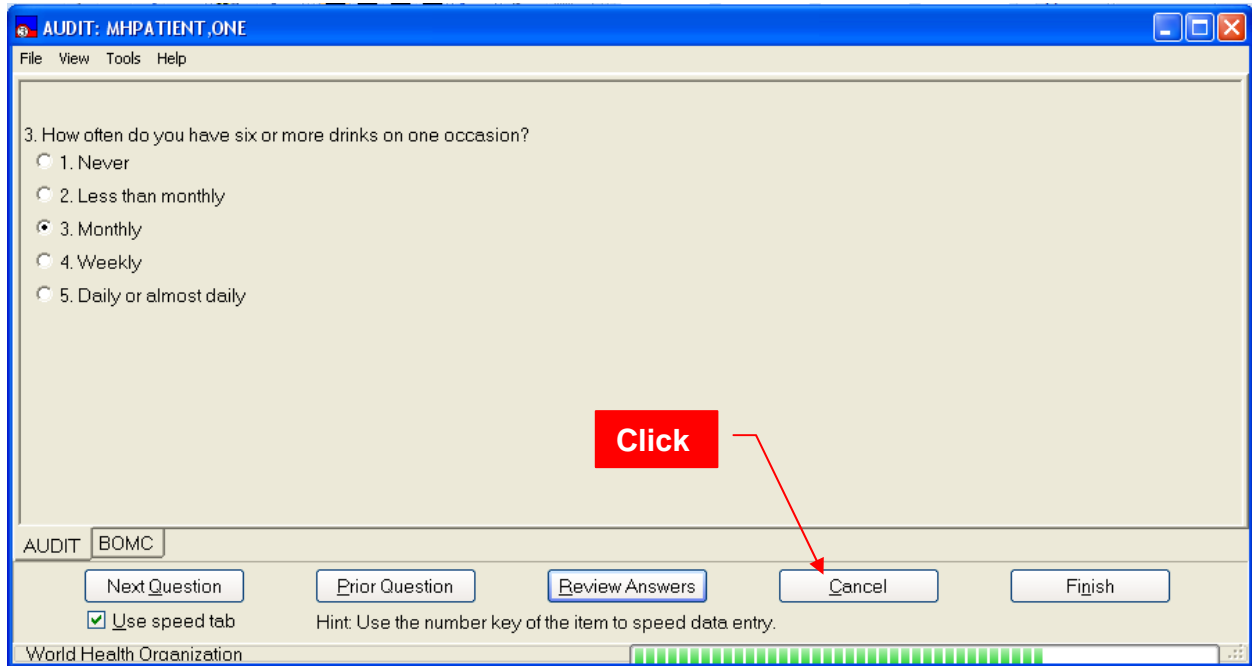 AUDIT: MHPATIENT,ONE
File View Tools Help
3. How often do you have six or more drinks on one occasion?
1. Never
2. Less than monthly
3. Monthly
4. Weekly
5. Daily or almost daily
Click
AUDIT BOMC
Next Question Prior Question Review Answers Cancel Finish
Use speed tab Hint: Use the number key of the item to speed data entry.
World Health Organization